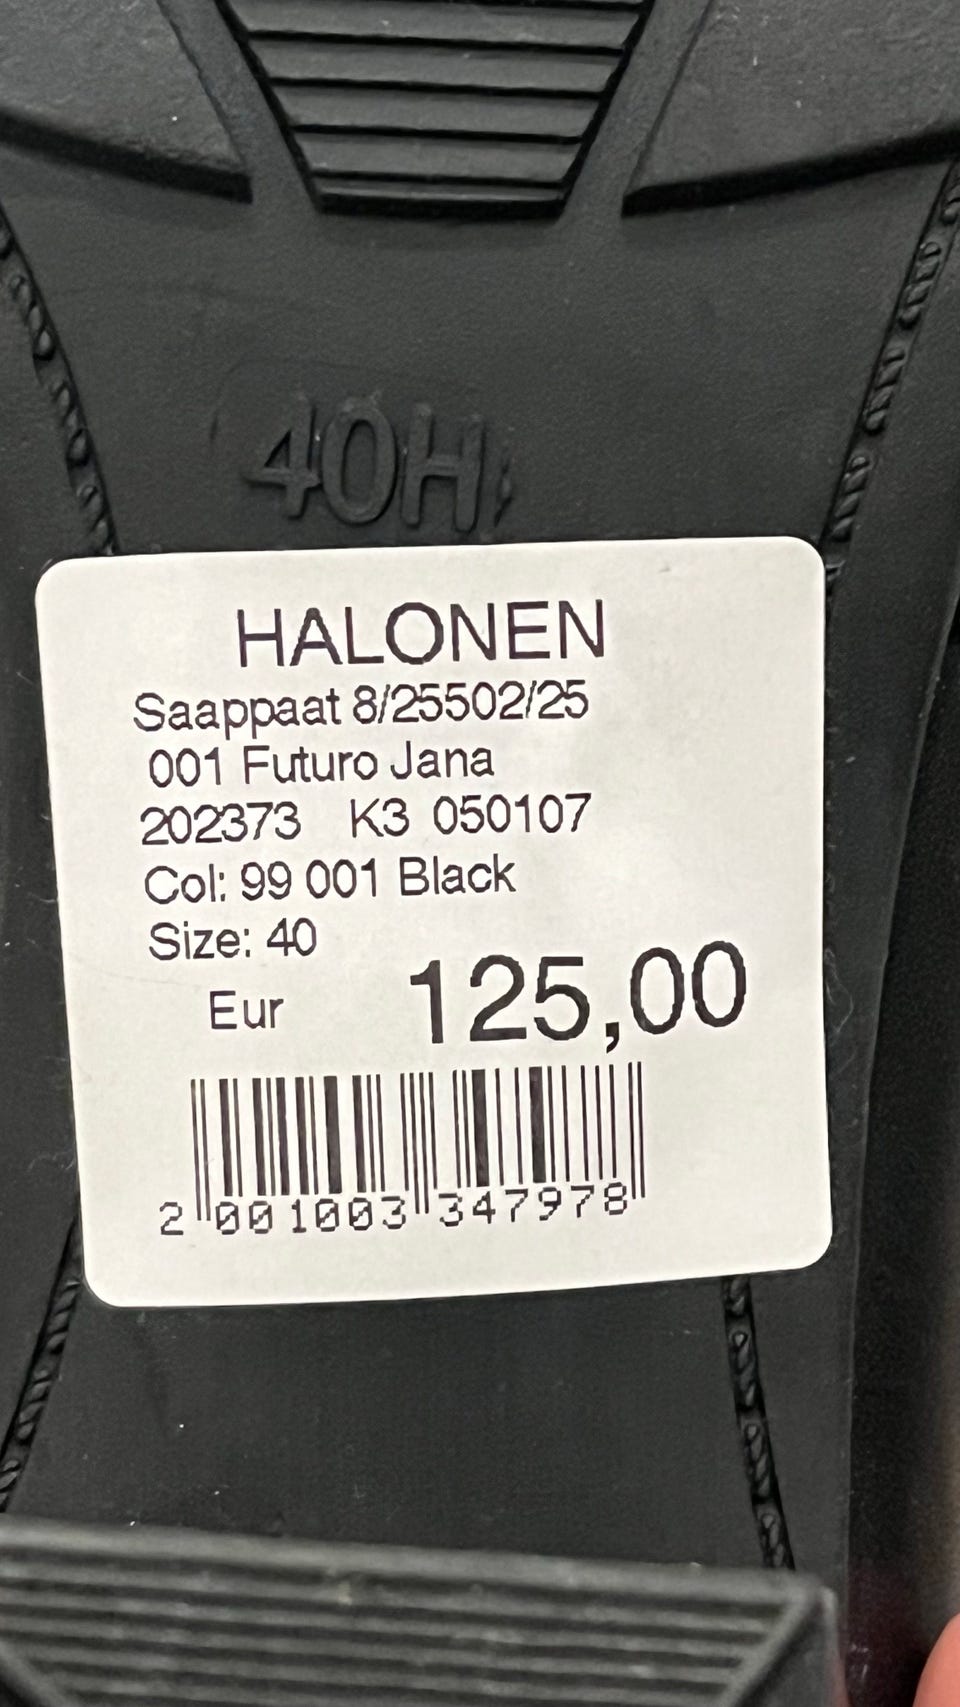 40H
HALONEN
Saappaat 8/25502/25
001 Futuro Jana
202373 K3 050107
Col: 99 001 Black
Size: 40
Eur 125,00
2 001003 347978